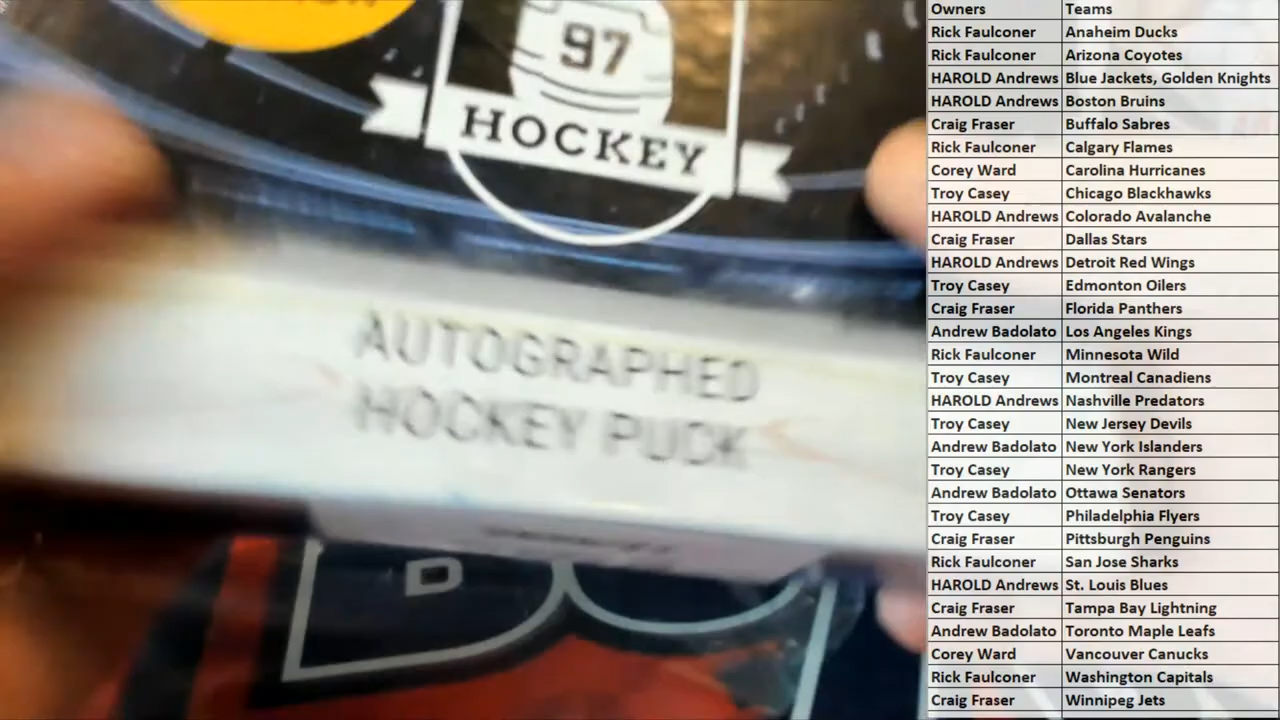 97
HOCKEY
AUTOGRAPHED
HOCKEY PUCK
Owners Teams
Rick Faulconer Anaheim Ducks
Rick Faulconer Arizona Coyotes
HAROLD Andrews Blue Jackets, Golden Knights
HAROLD Andrews Boston Bruins
Craig Fraser Buffalo Sabres
Rick Faulconer Calgary Flames
Corey Ward Carolina Hurricanes
Troy Casey Chicago Blackhawks
HAROLD Andrews Colorado Avalanche
Craig Fraser Dallas Stars
HAROLD Andrews Detroit Red Wings
Troy Casey Edmonton Oilers
Craig Fraser Florida Panthers
Andrew Badolato Los Angeles Kings
Rick Faulconer Minnesota Wild
Troy Casey Montreal Canadiens
HAROLD Andrews Nashville Predators
Troy Casey New Jersey Devils
Andrew Badolato New York Islanders
Troy Casey New York Rangers
Andrew Badolato Ottawa Senators
Troy Casey Philadelphia Flyers
Craig Fraser Pittsburgh Penguins
Rick Faulconer San Jose Sharks
HAROLD Andrews St. Louis Blues
Craig Fraser Tampa Bay Lightning
Andrew Badolato Toronto Maple Leafs
Corey Ward Vancouver Canucks
Rick Faulconer Washington Capitals
Craig Fraser Winnipeg Jets